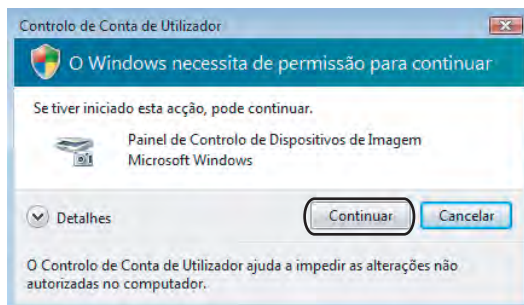 Controlo de Conta de Utilizador
O Windows necessita de permissão para continuar
Se tiver iniciado esta acção, pode continuar.
Painel de Controlo de Dispositivos de Imagem
Microsoft Windows
Detalhes
Continuar
Cancelar
O Controlo de Conta de Utilizador ajuda a impedir as alterações não
autorizadas no computador.